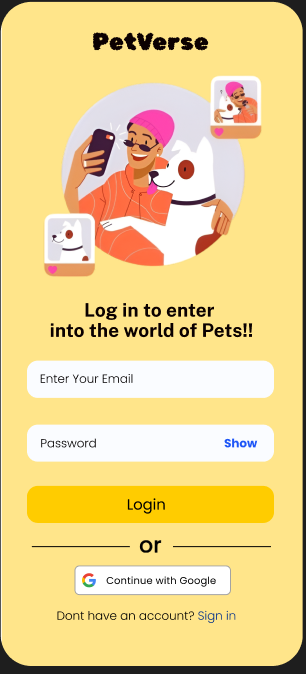 PetVerse
Log in to enter
into the world of Pets!!
Enter Your Email
Password Show
Login
or
Continue with Google
Dont have an account? Sign in